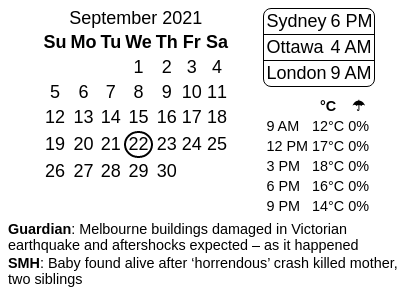 September 2021
Su Mo Tu We Th Fr Sa
1 2 3 4
5 6 7 8 9 10 11
12 13 14 15 16 17 18
19 20 21 22 23 24 25
26 27 28 29 30
Sydney 6 PM
Ottawa 4 AM
London 9 AM
°C ☂
9 AM 12°C 0%
12 PM 17°C 0%
3 PM 18°C 0%
6 PM 16°C 0%
9 PM 14°C 0%
Guardian: Melbourne buildings damaged in Victorian
earthquake and aftershocks expected – as it happened
SMH: Baby found alive after ‘horrendous’ crash killed mother,
two siblings